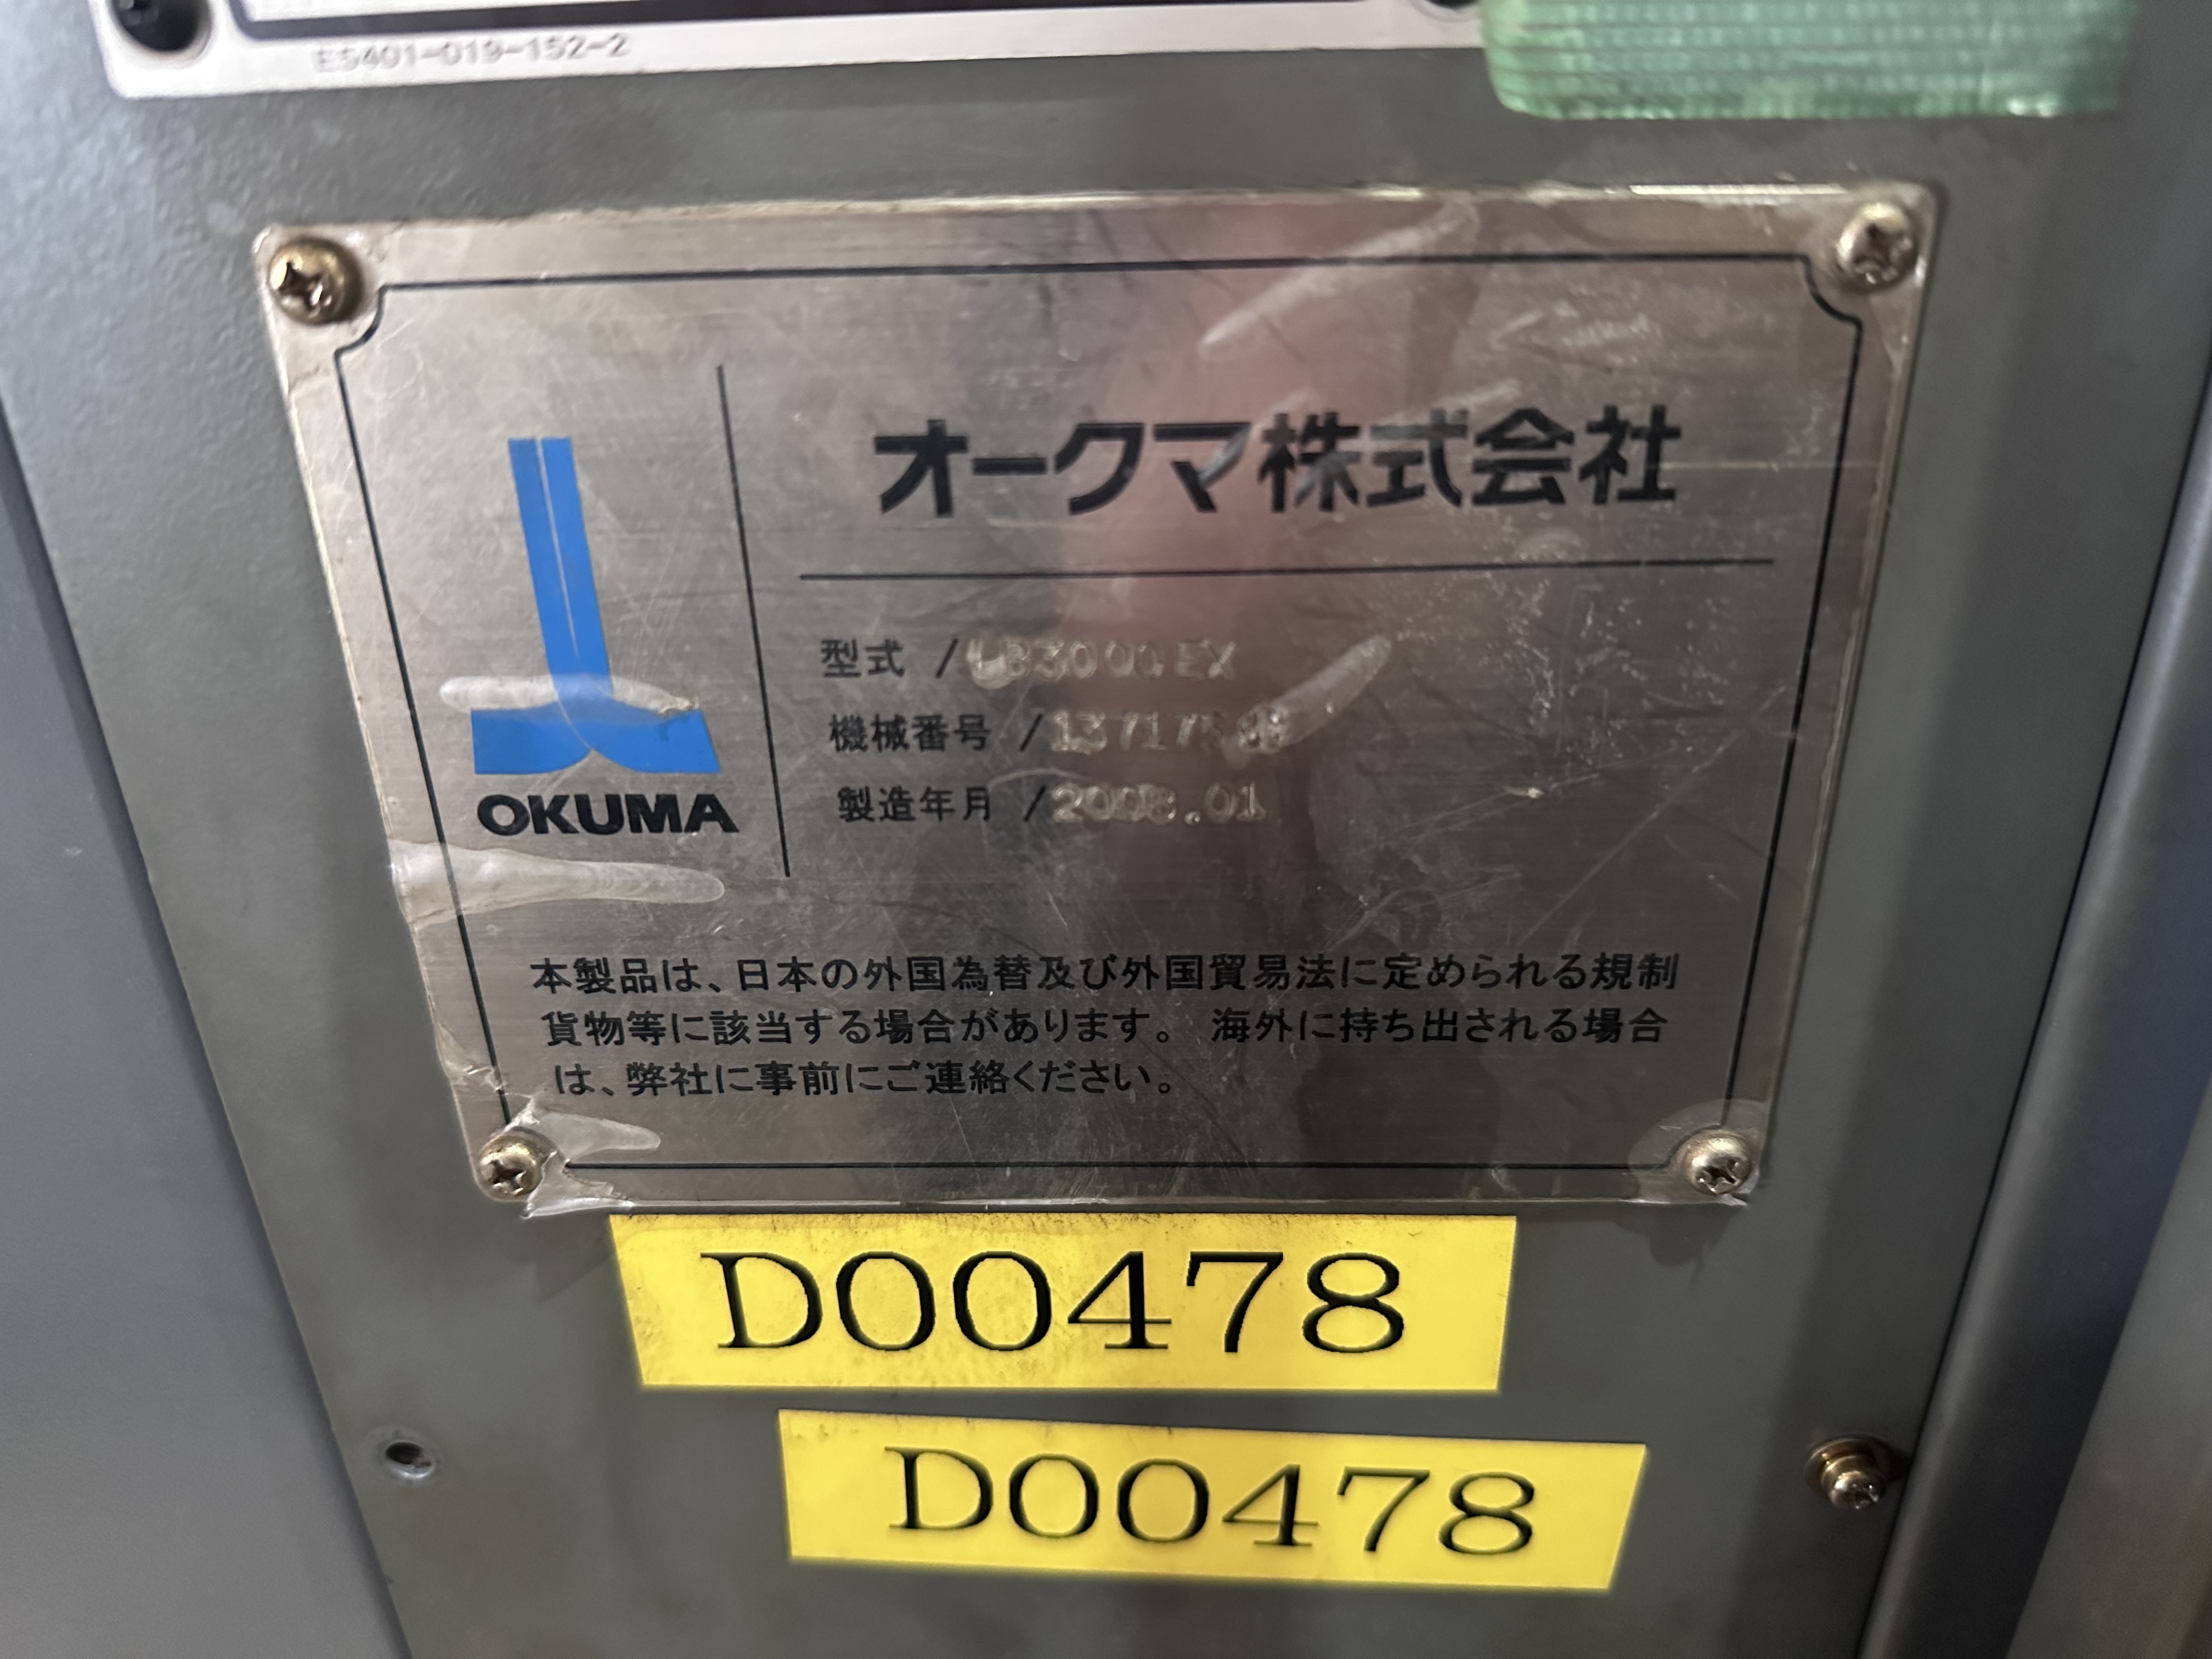 E5401-019-152-2
オークマ株式会社
型式 /LB3000EX
機械番号 /
製造年月 /2008.01
OKUMA
本製品は、日本の外国為替及び外国貿易法に定められる規制
貨物等に該当する場合があります。 海外に持ち出される場合
は、弊社に事前にご連絡ください。
D00478
D00478